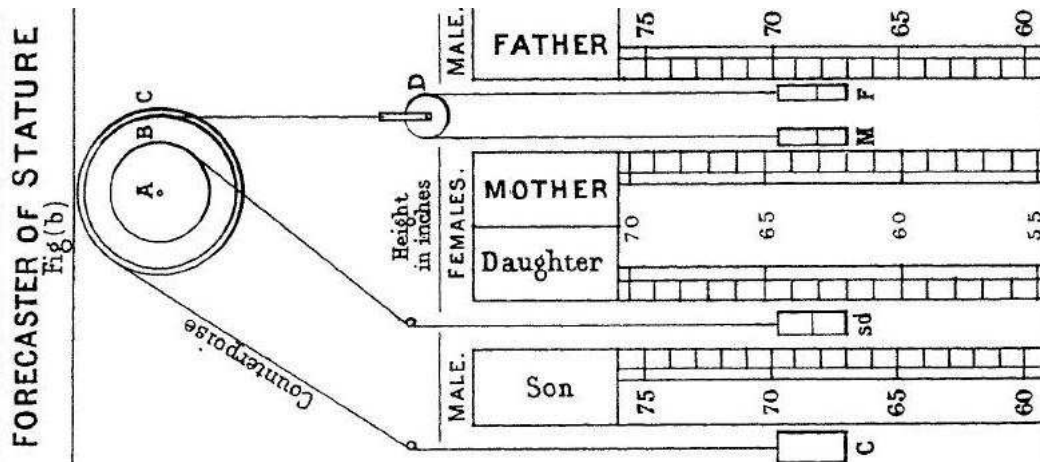 FORECASTER OF STATURE
Fig(b)
A
B
C
D
Counterpoise
Height
in inches
MALE.
FEMALES.
MALE.
FATHER
MOTHER
Daughter
Son
75
70
65
60
F
M
70
65
60
55
sd
75
70
65
60
C